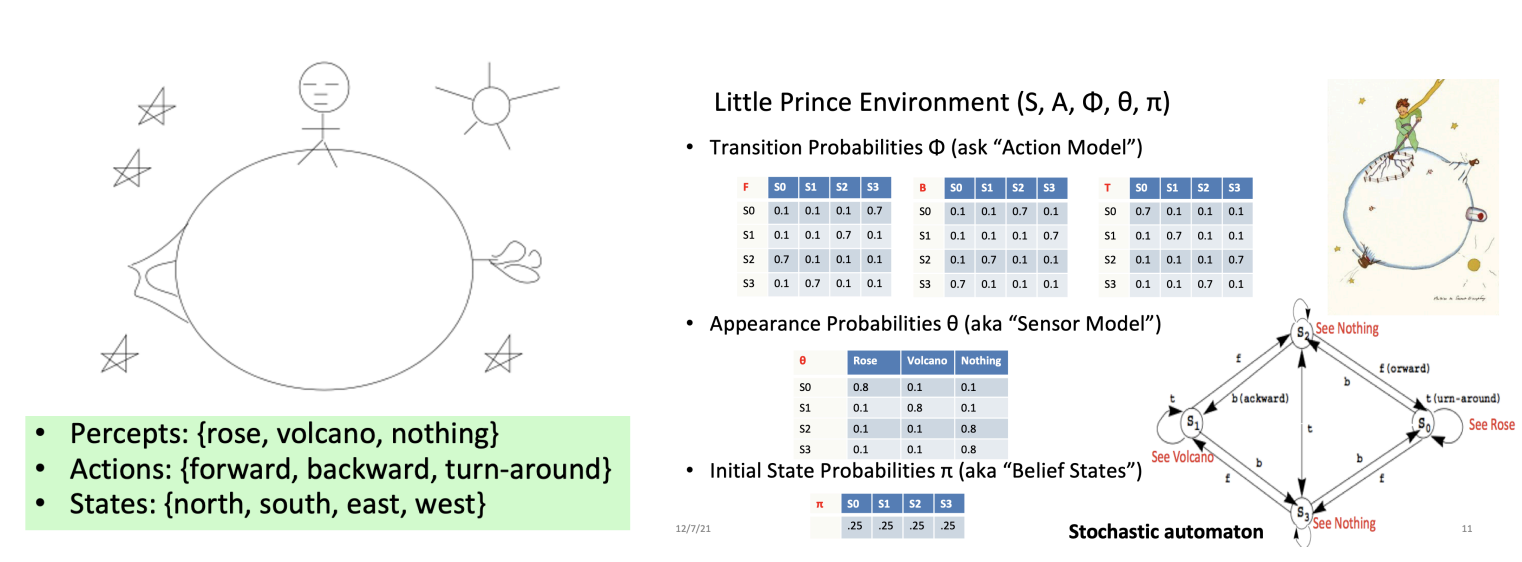 • Percepts: {rose, volcano, nothing}
• Actions: {forward, backward, turn-around}
• States: {north, south, east, west}
Little Prince Environment (S, A, Φ, θ, π)
• Transition Probabilities Φ (ask “Action Model”)
F S0 S1 S2 S3
S0 0.1 0.1 0.1 0.7
S1 0.1 0.1 0.7 0.1
S2 0.7 0.1 0.1 0.1
S3 0.1 0.7 0.1 0.1
B S0 S1 S2 S3
S0 0.1 0.1 0.7 0.1
S1 0.1 0.1 0.1 0.7
S2 0.1 0.7 0.1 0.1
S3 0.7 0.1 0.1 0.1
T S0 S1 S2 S3
S0 0.7 0.1 0.1 0.1
S1 0.1 0.7 0.1 0.1
S2 0.1 0.1 0.1 0.7
S3 0.1 0.1 0.7 0.1
• Appearance Probabilities θ (aka “Sensor Model”)
θ Rose Volcano Nothing
S0 0.8 0.1 0.1
S1 0.1 0.8 0.1
S2 0.1 0.1 0.8
S3 0.1 0.1 0.8
• Initial State Probabilities π (aka “Belief States”)
π S0 S1 S2 S3
.25 .25 .25 .25
S2 See Nothing
f
f(orward)
b
b(ackward)
t
t(urn-around)
S1
t
S0
See Rose
See Volcano
b
b
f
f
S3
See Nothing
12/7/21
Stochastic automaton
11